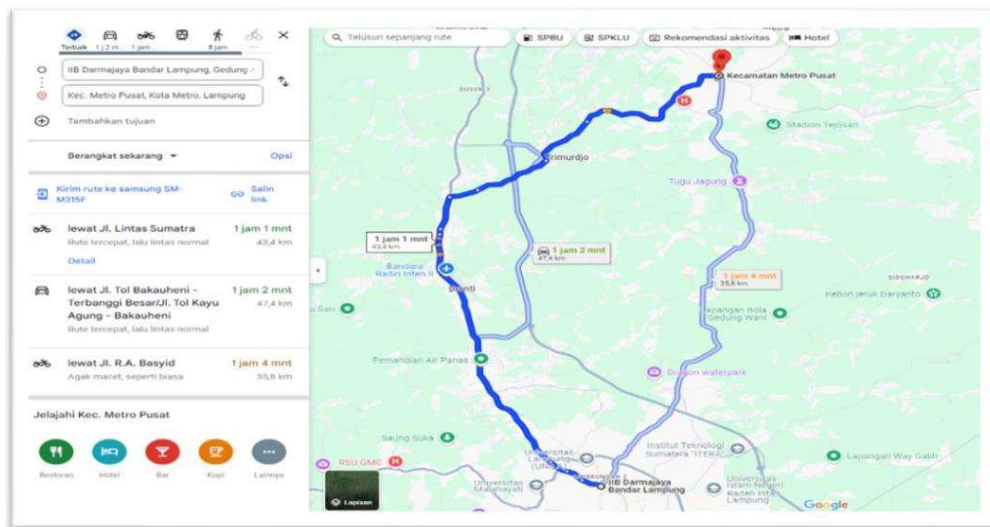 Terbaik
1 j 2 m...
1 jam ...
8 jam
IIB Darmajaya Bandar Lampung, Gedung
Kec. Metro Pusat, Kota Metro, Lampung
Tambahkan tujuan
Berangkat sekarang
Opsi
Kirim rute ke samsung SM-
M315F
Salin
link
lewat Jl. Lintas Sumatra
1 jam 1 mnt
Rute tercepat, lalu lintas normal
43,4 km
Detail
lewat Jl. Tol Bakauheni -
Terbanggi Besar/Jl. Tol Kayu
Agung - Bakauheni
1 jam 2 mnt
47,4 km
Rute tercepat, lalu lintas normal
lewat Jl. R.A. Basyid
1 jam 4 mnt
Agak macet, seperti biasa
35,8 km
Jelajahi Kec. Metro Pusat
Restoran
Hotel
Bar
Kopi
Lainnya
Telusuri sepanjang rute
SPBU
SPKLU
Rekomendasi aktivitas
Hotel
Kecamatan Metro Pusat
Stadion Tejosari
Trimurdjo
Tugu Jagung
1 jam 1 mnt
43,4 km
1 jam 2 mnt
47,4 km
Bandara
Radin Inten II
1 jam 4 mnt
35,8 km
SIDOHARJO
Kebon Jeruk Daryanto
Branti
Lapangan Bola
Gedung Wani
Pemandian Air Panas
Dragon waterpark
Saung Suka
Institut Teknologi
Sumatera "ITERA"
Universitas
Lampung
Lapangan Way Galih
RSU GMC
Universitas
Malahayati
IIB Darmajaya
Bandar Lampung
Universitas
Islam Negeri
Raden Intan
Lampung
Lapisan
Google